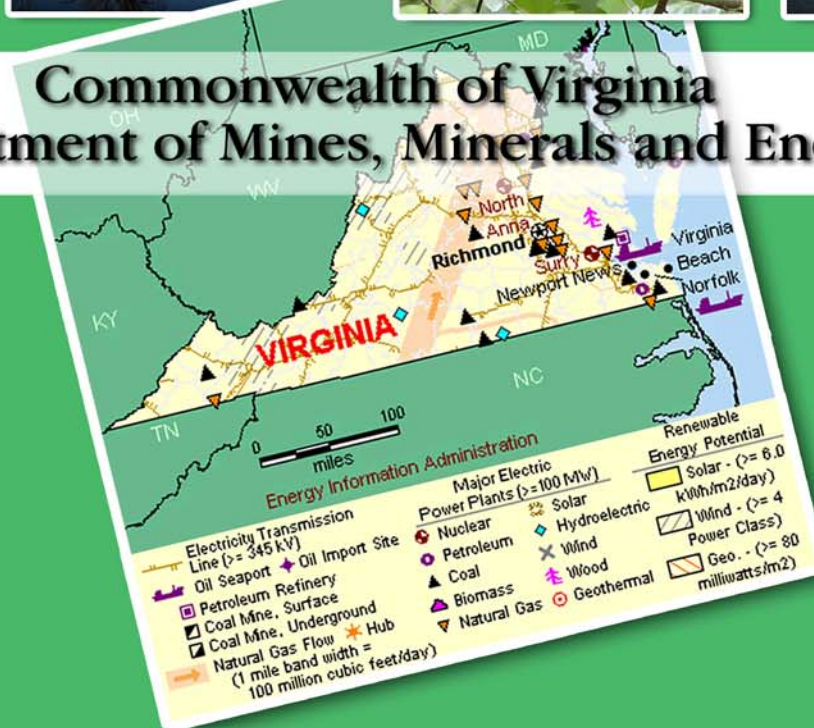 Commonwealth of Virginia
tment of Mines, Minerals and En
MD
OH
WV
North
Anna
Richmond
Surry
Virginia
Beach
Newport News
Norfolk
KY
VIRGINIA
NC
TN
0 50 100
miles
Energy Information Administration
Electricity Transmission
Line (>= 345 kV)
Oil Seaport
Oil Import Site
Petroleum Refinery
Coal Mine, Surface
Coal Mine, Underground
Natural Gas Flow
Hub
(1 mile band width =
100 million cubic feet/day)
Major Electric
Power Plants (>=100 MW)
Nuclear
Petroleum
Coal
Biomass
Natural Gas
Solar
Hydroelectric
Wind
Wood
Geothermal
Renewable
Energy Potential
Solar - (>= 6.0
kWh/m2/day)
Wind - (>= 4
Power Class)
Geo. - (>= 80
milliwatts/m2)